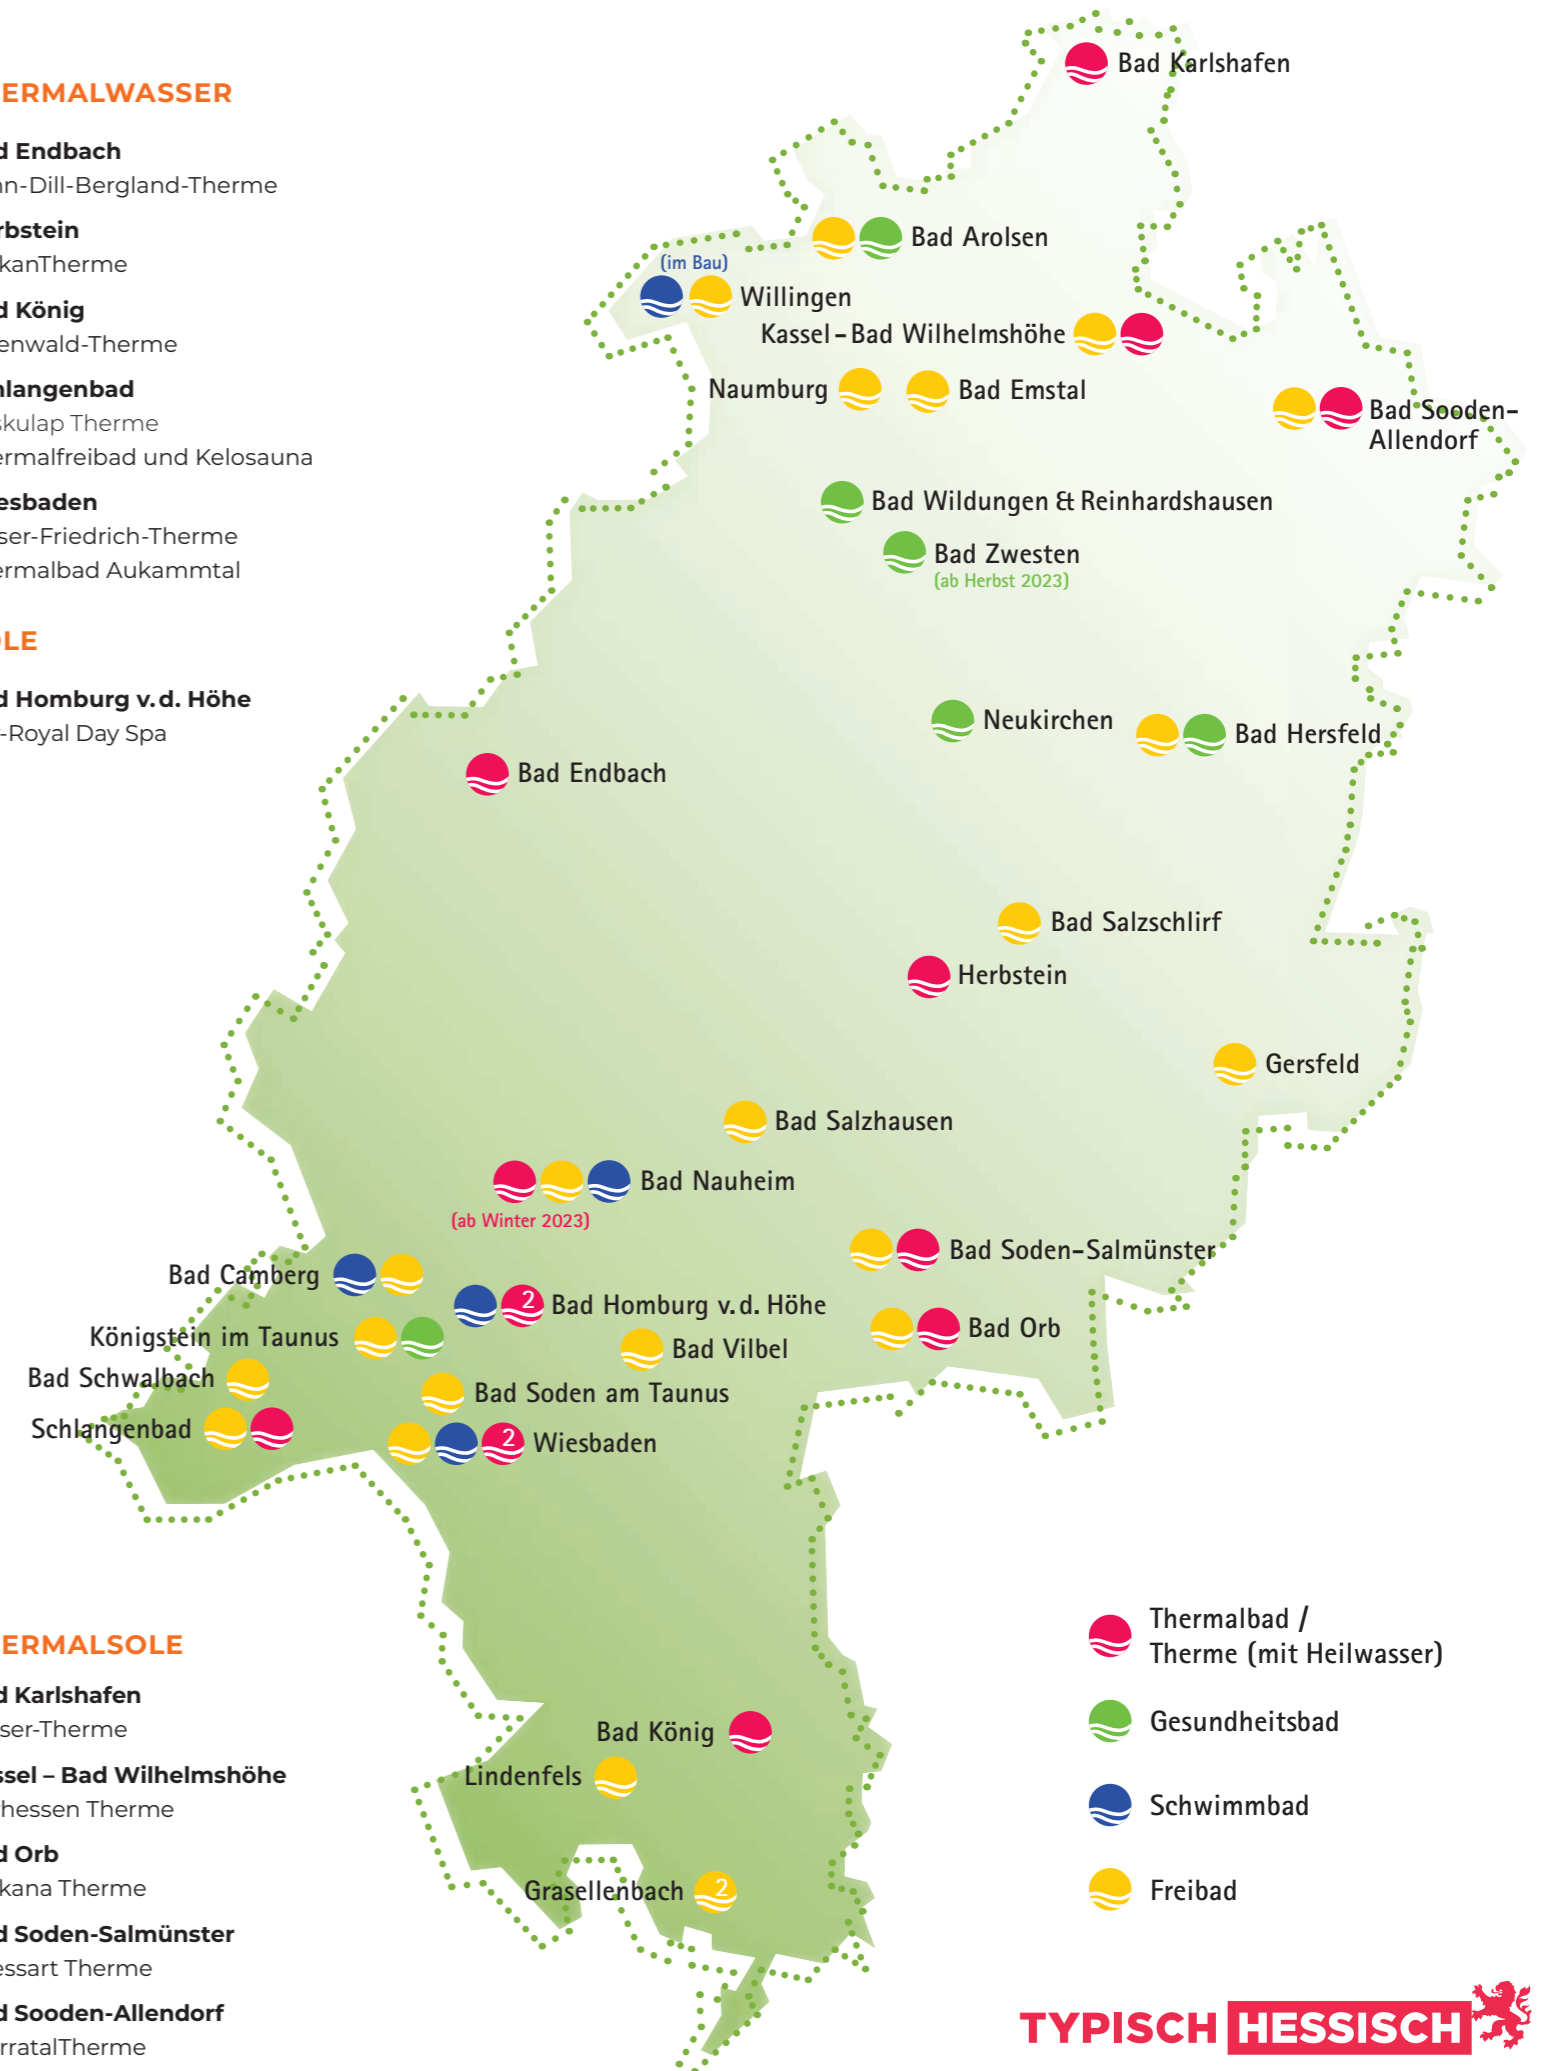 ERMALWASSER
d Endbach
nn-Dill-Bergland-Therme
rbstein
kanTherme
d König
enwald-Therme
hlangenbad
skulap Therme
ermalfreibad und Kelosauna
esbaden
ser-Friedrich-Therme
ermalbad Aukammtal
OLE
d Homburg v. d. Höhe
r-Royal Day Spa
ERMALSOLE
d Karlshafen
ser-Therme
ssel – Bad Wilhelmshöhe
rhessen Therme
d Orb
kana Therme
d Soden-Salmünster
essart Therme
d Sooden-Allendorf
rratalTherme
Bad Karlshafen
Bad Arolsen
(im Bau)
Willingen
Kassel – Bad Wilhelmshöhe
Naumburg
Bad Emstal
Bad Sooden-
Allendorf
Bad Wildungen & Reinhardshausen
Bad Zwesten
(ab Herbst 2023)
Neukirchen
Bad Hersfeld
Bad Endbach
Bad Salzschlirf
Herbstein
Gersfeld
Bad Salzhausen
Bad Nauheim
(ab Winter 2023)
Bad Soden-Salmünster
Bad Camberg
2 Bad Homburg v. d. Höhe
Bad Orb
Königstein im Taunus
Bad Vilbel
Bad Schwalbach
Bad Soden am Taunus
Schlangenbad
2 Wiesbaden
Bad König
Lindenfels
Grasellenbach 2
Thermalbad /
Therme (mit Heilwasser)
Gesundheitsbad
Schwimmbad
Freibad
TYPISCH HESSISCH